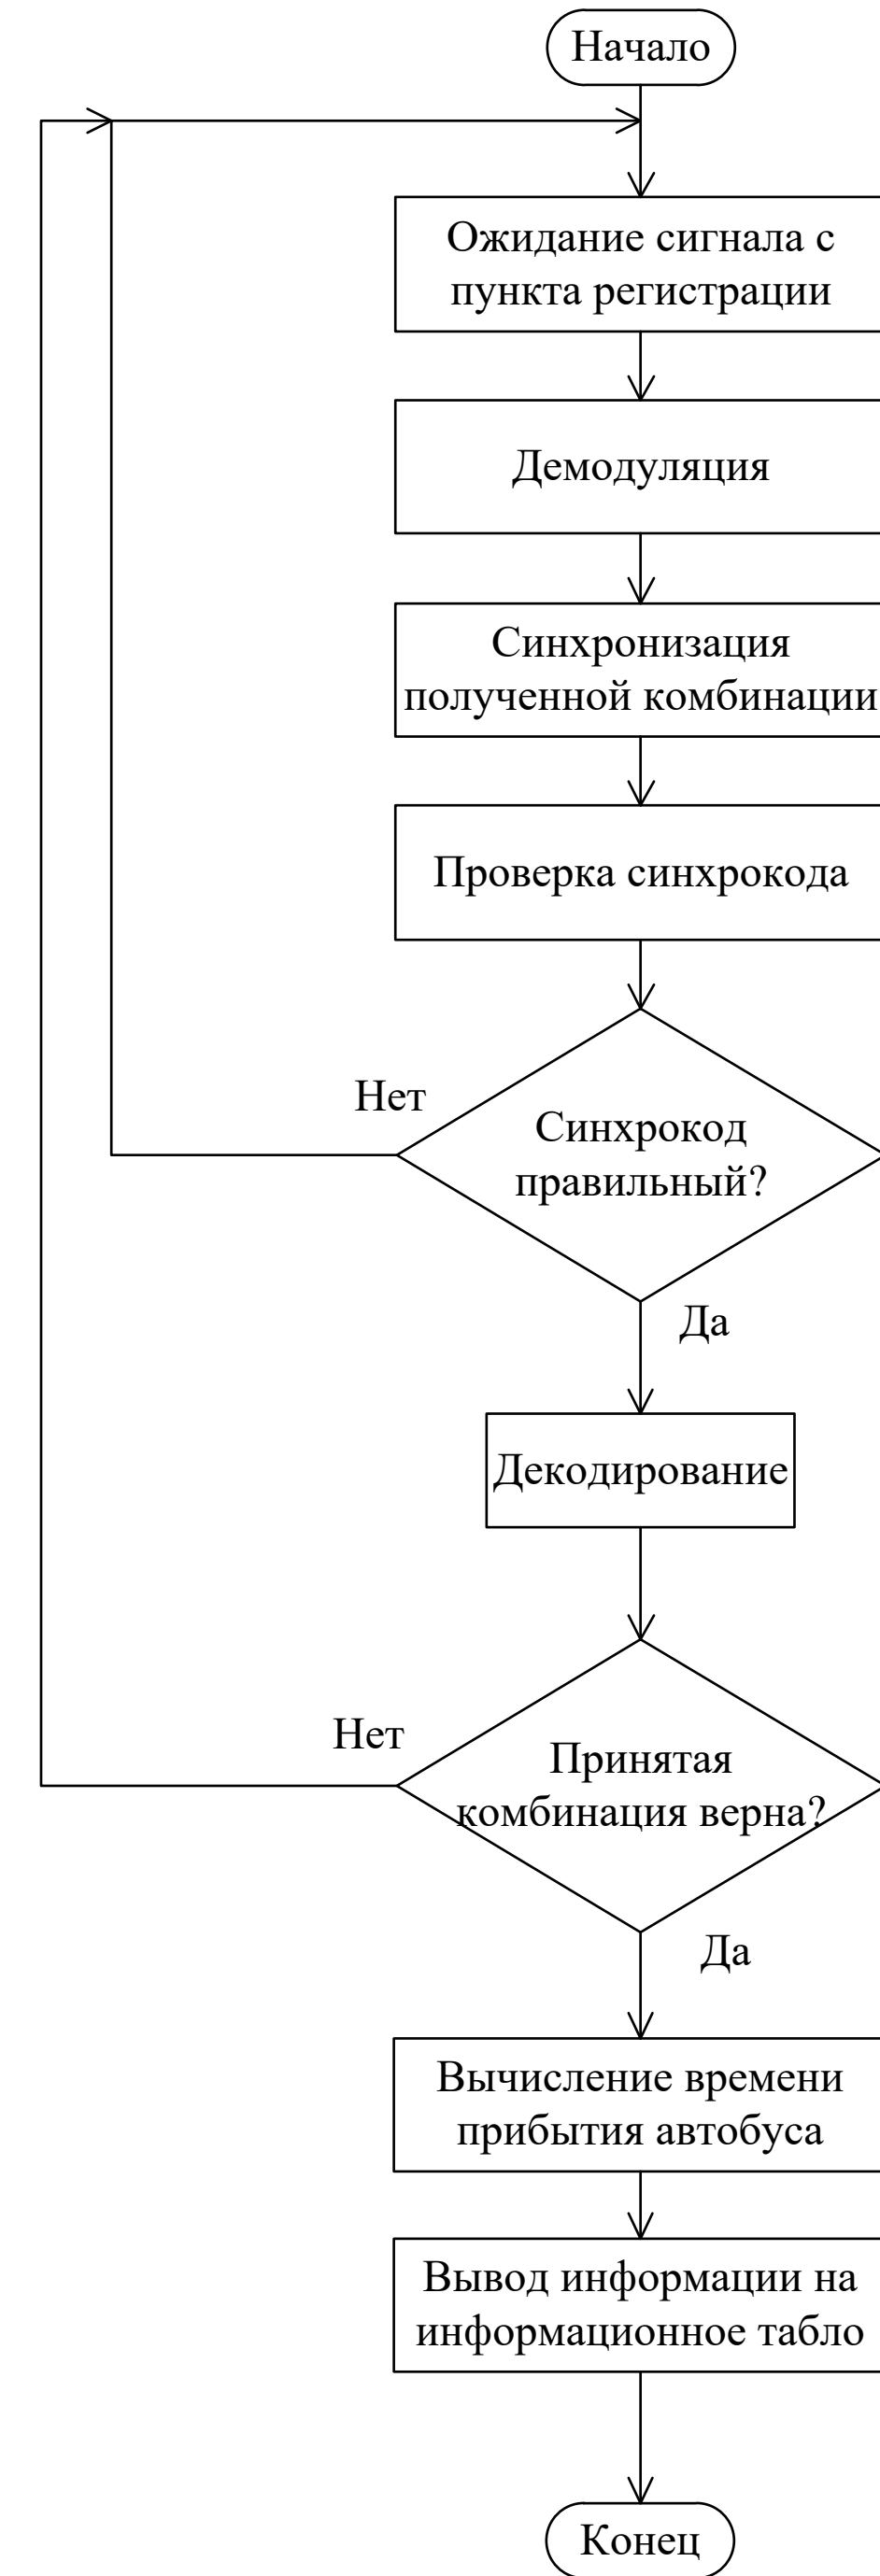 Начало
Ожидание сигнала с
пункта регистрации
Демодуляция
Синхронизация
полученной комбинации
Проверка синхрокода
Нет
Синхрокод
правильный?
Да
Декодирование
Нет
Принятая
комбинация верна?
Да
Вычисление времени
прибытия автобуса
Вывод информации на
информационное табло
Конец